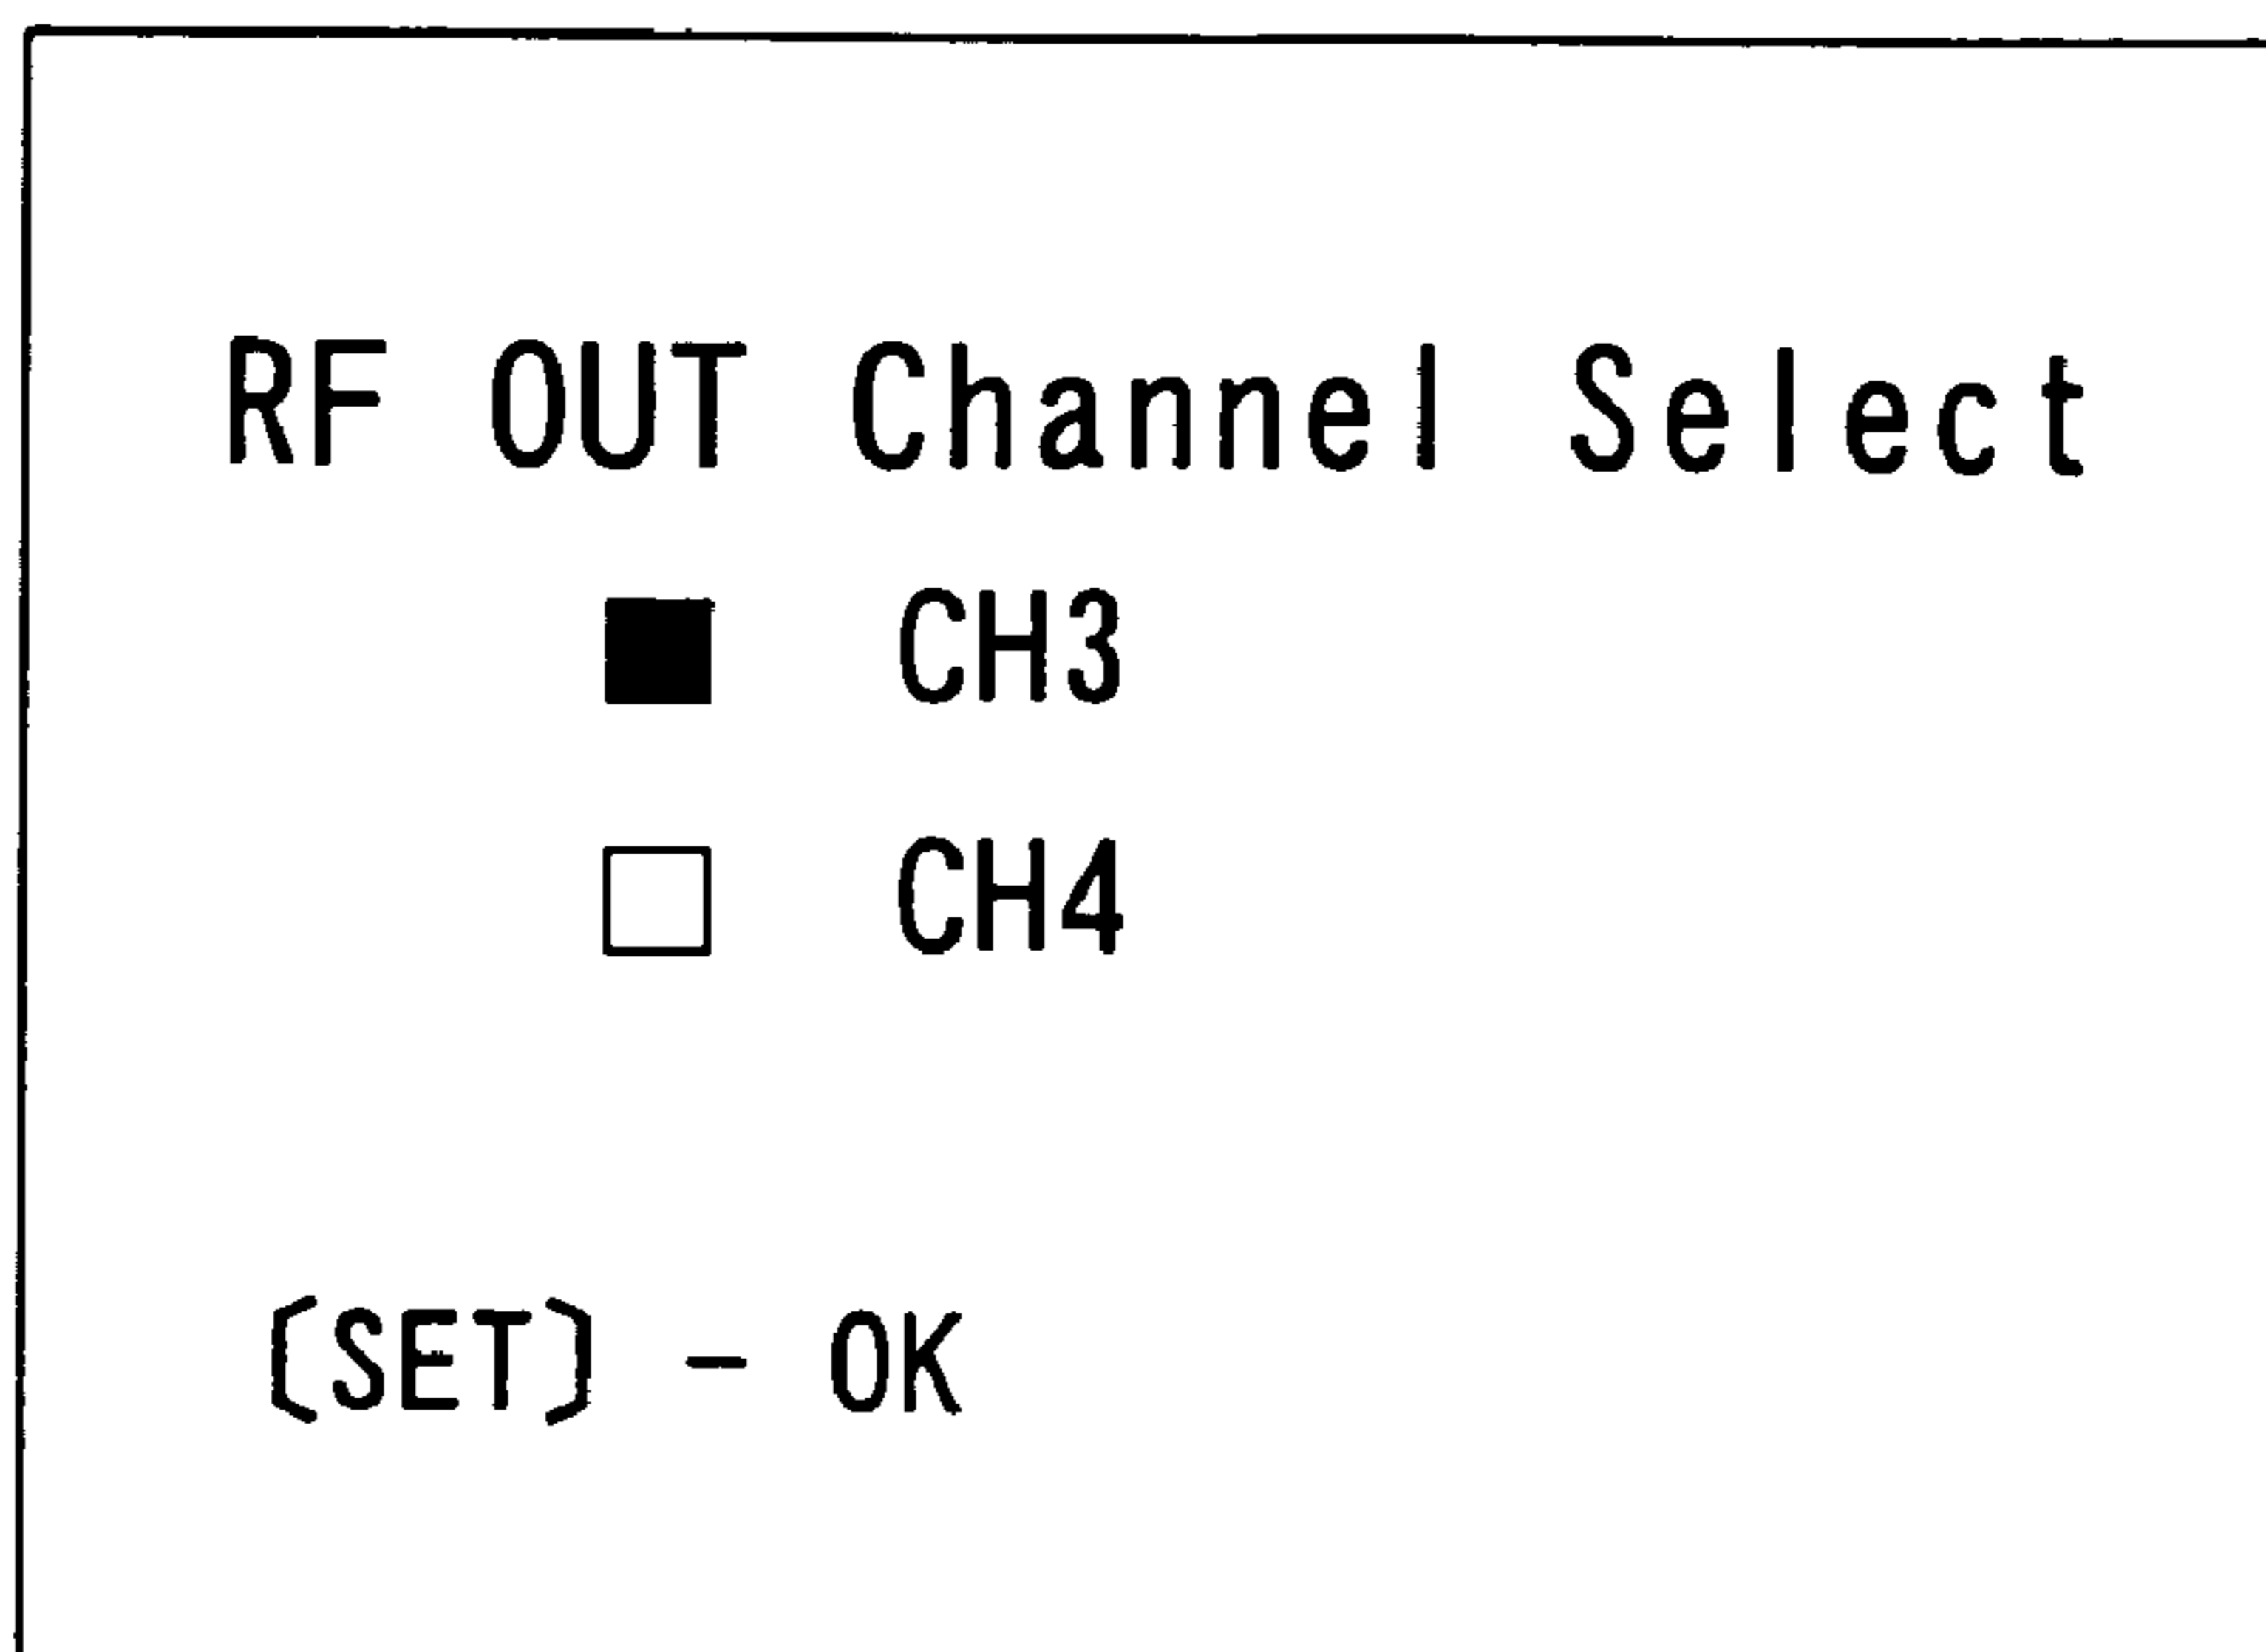 RF OUT Channel Select
■ CH3
□ CH4
〔SET〕 - OK